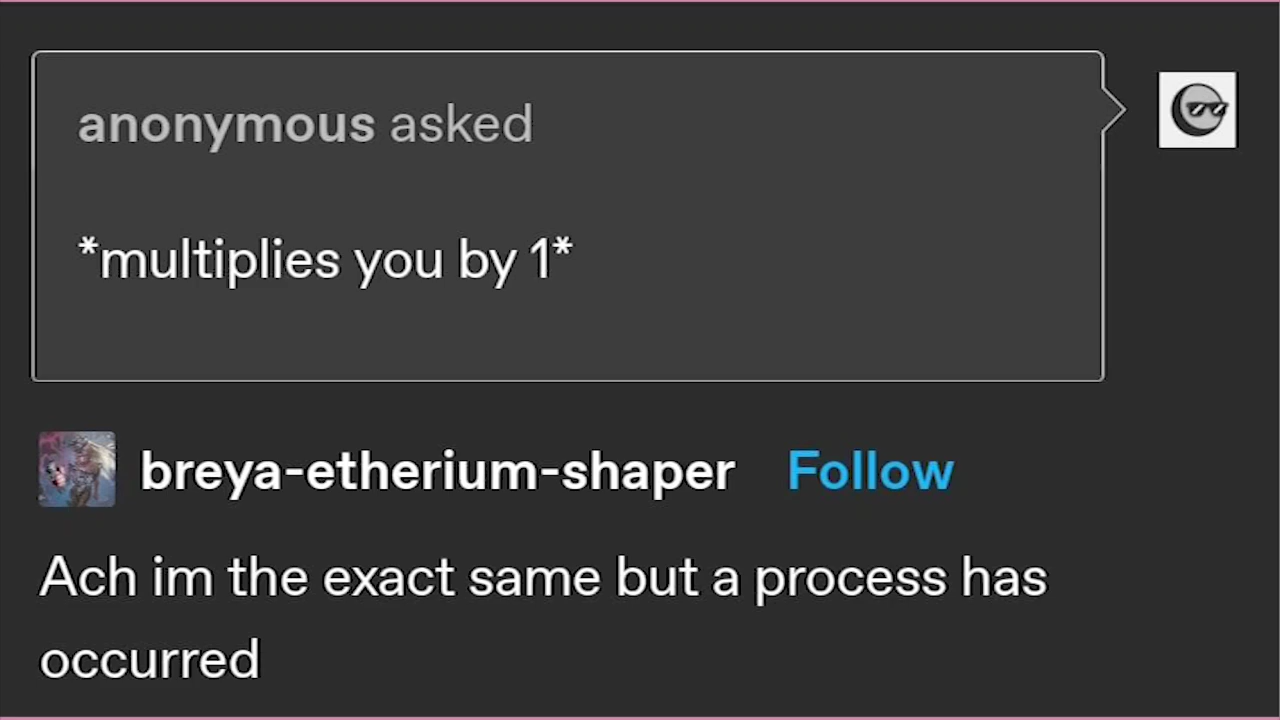 anonymous asked
*multiplies you by 1*
breya-etherium-shaper Follow
Ach im the exact same but a process has
occurred